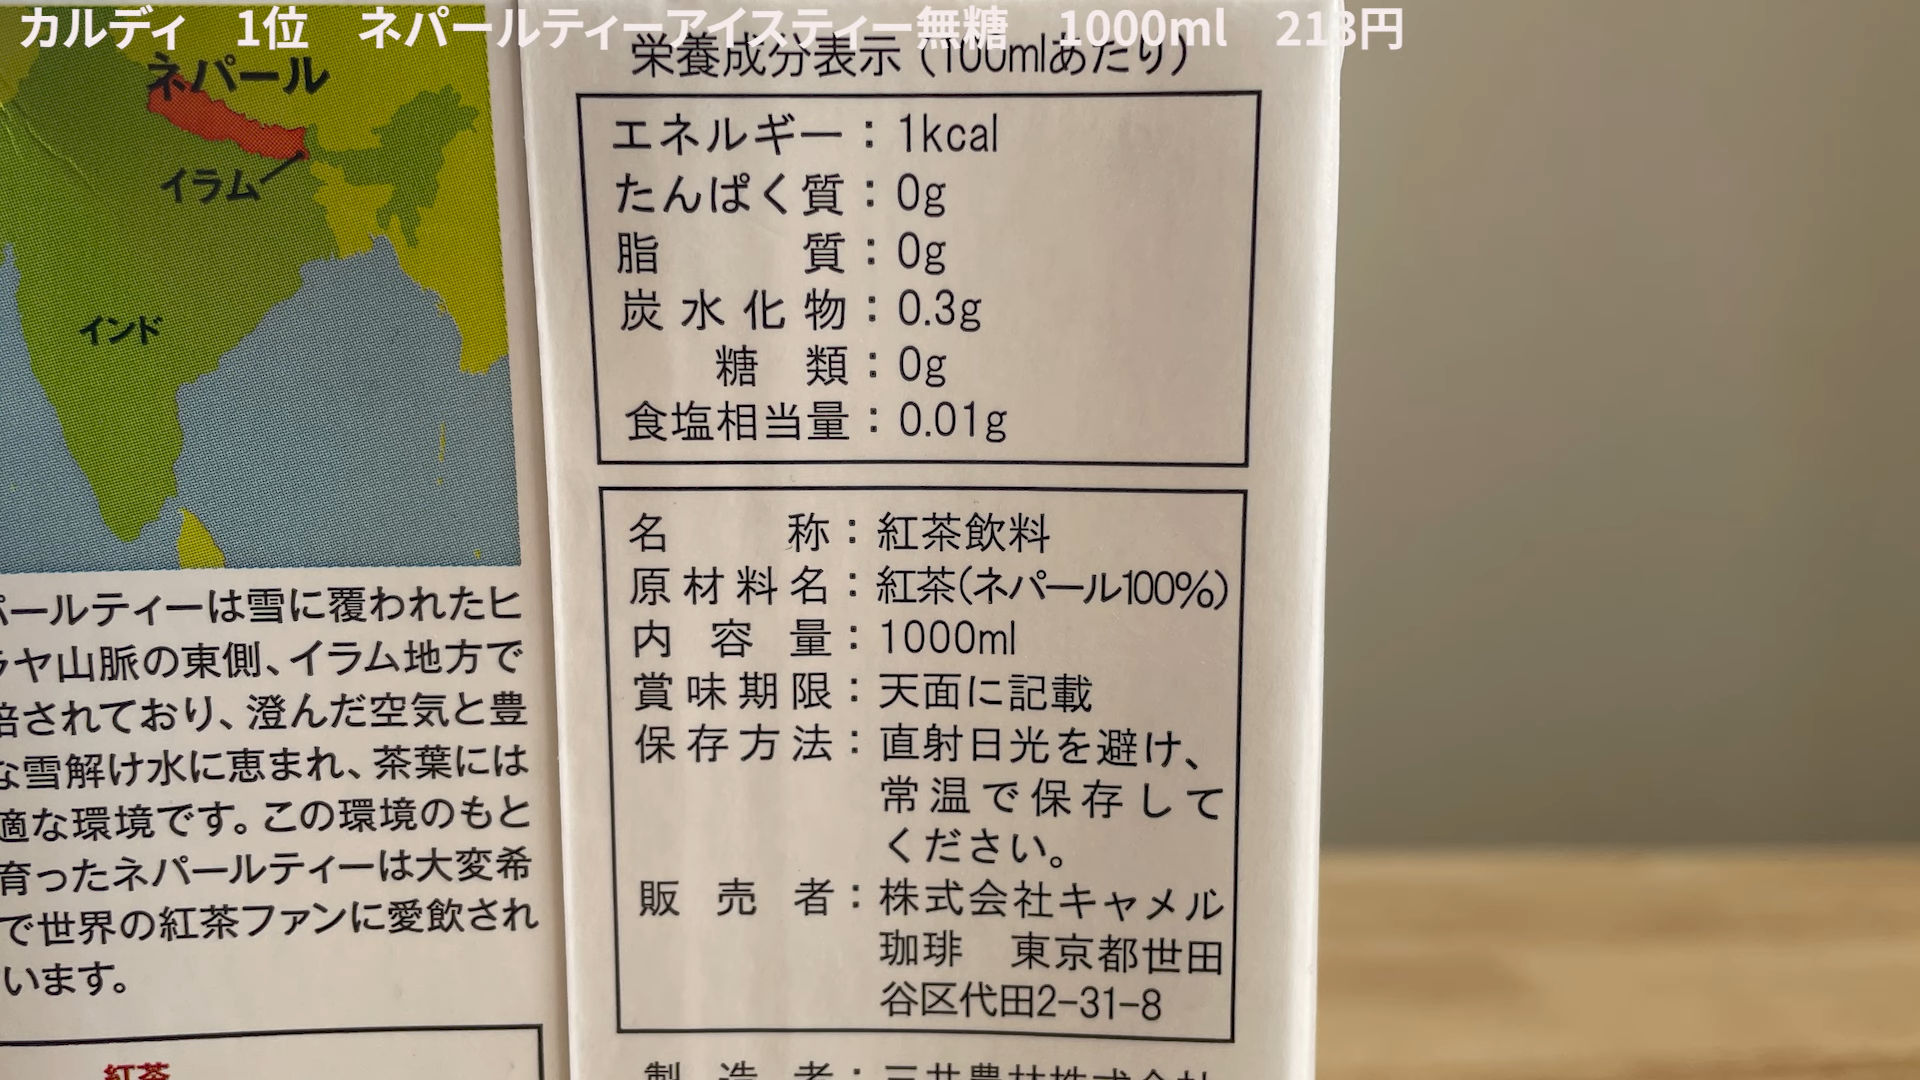 カルディ　1位　ネパールティーアイスティー無糖　1000ml　213円
ネパール
イラム
インド
パールティーは雪に覆われたヒ
ラヤ山脈の東側、イラム地方で
培されており、澄んだ空気と豊
な雪解け水に恵まれ、茶葉には
適な環境です。この環境のもと
育ったネパールティーは大変希
で世界の紅茶ファンに愛飲され
います。
紅茶
栄養成分表示（100mlあたり）
エネルギー：1kcal
たんぱく質：0g
脂　　　質：0g
炭水化物：0.3g
糖　類：0g
食塩相当量：0.01g
名　　　称：紅茶飲料
原材料名：紅茶(ネパール100%)
内　容　量：1000ml
賞味期限：天面に記載
保存方法：直射日光を避け、
常温で保存して
ください。
販　売　者：株式会社キャメル
珈琲　東京都世田
谷区代田2-31-8
製　造　者：三井農林株式会社